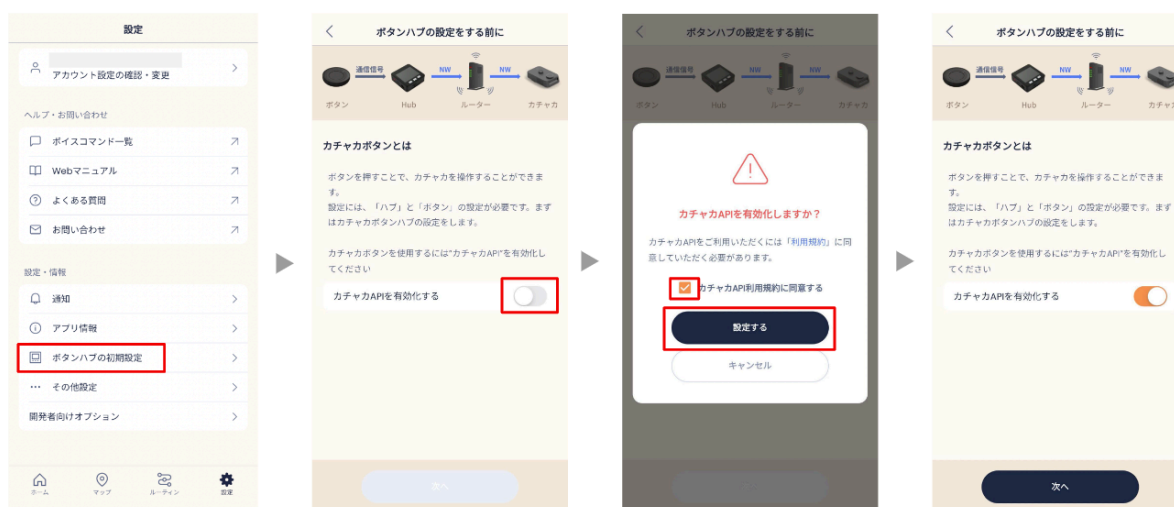 設定
アカウント設定の確認・変更
ヘルプ・お問い合わせ
ボイスコマンド一覧
Webマニュアル
よくある質問
お問い合わせ
設定・情報
通知
アプリ情報
ボタンハブの初期設定
その他設定
開発者向けオプション
ホーム
マップ
ルーティン
設定
ボタンハブの設定をする前に
通信信号
NW
NW
ボタン
Hub
ルーター
カチャカ
カチャカボタンとは
ボタンを押すことで、カチャカを操作することができま
す。
設定には、「ハブ」と「ボタン」の設定が必要です。まず
はカチャカボタンハブの設定をします。
カチャカボタンを使用するには"カチャカAPI"を有効化し
てください
カチャカAPIを有効化する
次へ
ボタンハブの設定をする前に
通信信号
NW
NW
ボタン
Hub
ルーター
カチャカ
カチャカAPIを有効化しますか？
カチャカAPIをご利用いただくには「利用規約」に同
意していただく必要があります。
カチャカAPI利用規約に同意する
設定する
キャンセル
ボタンハブの設定をする前に
通信信号
NW
NW
ボタン
Hub
ルーター
カチャカ
カチャカボタンとは
ボタンを押すことで、カチャカを操作することができま
す。
設定には、「ハブ」と「ボタン」の設定が必要です。まず
はカチャカボタンハブの設定をします。
カチャカボタンを使用するには"カチャカAPI"を有効化し
てください
カチャカAPIを有効化する
次へ